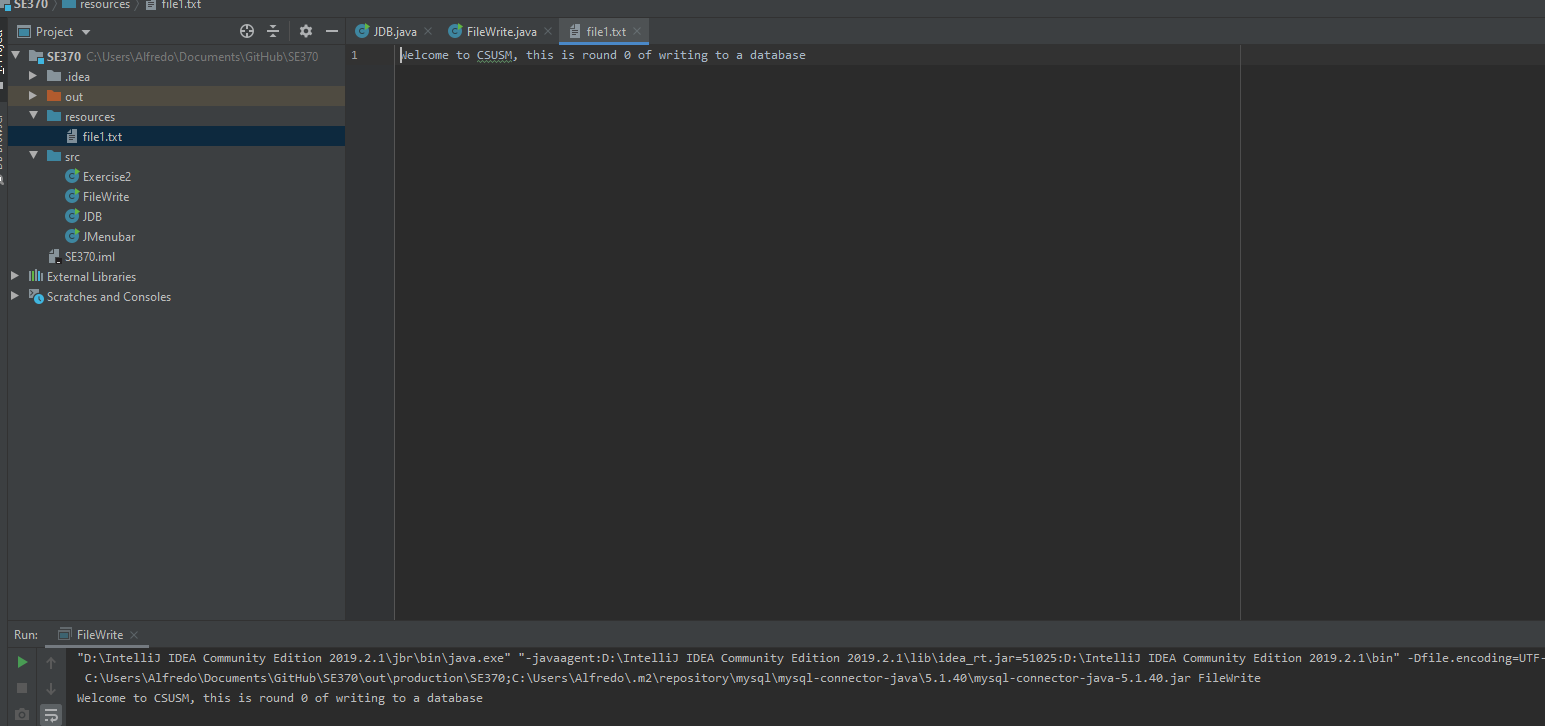 SE370 resources file1.txt
Project
JDB.java FileWrite.java file1.txt
SE370 C:\Users\Alfredo\Documents\GitHub\SE370
.idea
out
resources
file1.txt
src
Exercise2
FileWrite
JDB
JMenubar
SE370.iml
External Libraries
Scratches and Consoles
1 Welcome to CSUSM, this is round 0 of writing to a database
Run: FileWrite
"D:\IntelliJ IDEA Community Edition 2019.2.1\jbr\bin\java.exe" "-javaagent:D:\IntelliJ IDEA Community Edition 2019.2.1\lib\idea_rt.jar=51025:D:\IntelliJ IDEA Community Edition 2019.2.1\bin" -Dfile.encoding=UTF-
C:\Users\Alfredo\Documents\GitHub\SE370\out\production\SE370;C:\Users\Alfredo\.m2\repository\mysql\mysql-connector-java\5.1.40\mysql-connector-java-5.1.40.jar FileWrite
Welcome to CSUSM, this is round 0 of writing to a database